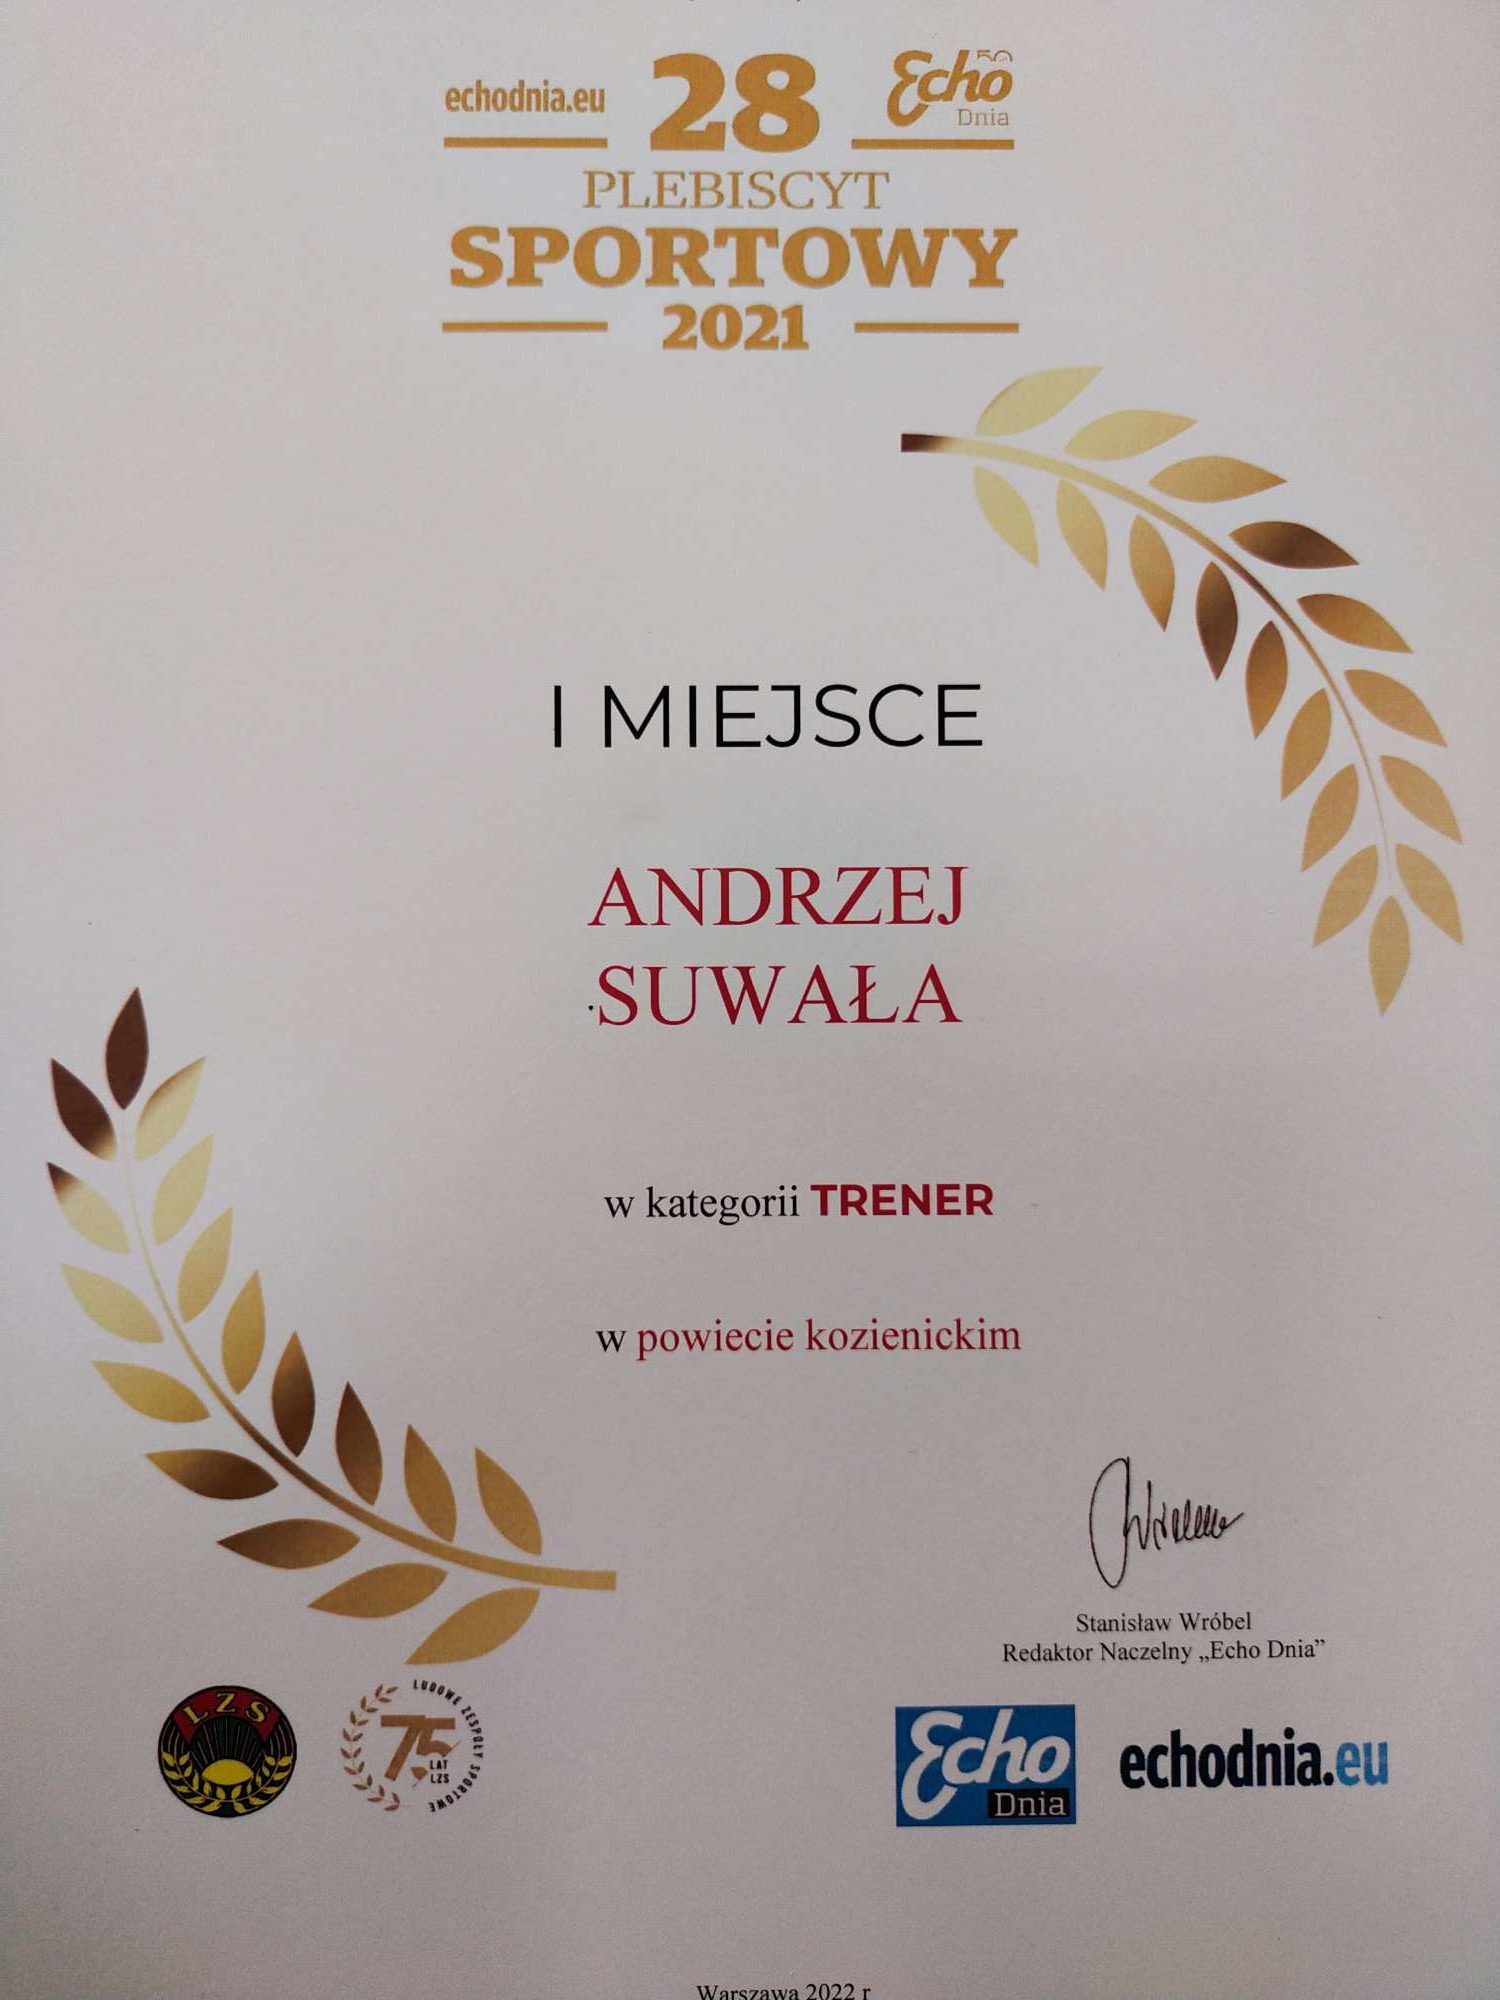 echodnia.eu
28
Echo
50
Dnia
PLEBISCYT
SPORTOWY
2021
I MIEJSCE
ANDRZEJ
SUWAŁA
w kategorii TRENER
w powiecie kozienickim
Stanisław Wróbel
Redaktor Naczelny „Echo Dnia”
LZS
LUDOWE ZESPOŁY SPORTOWE
75
LAT
LZS
Echo
Dnia
echodnia.eu
Warszawa 2022 r